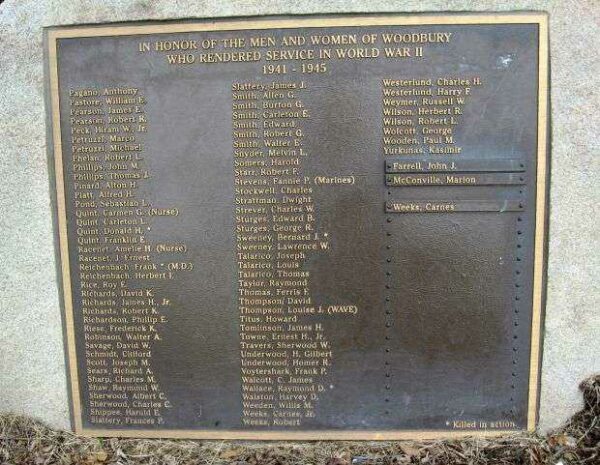 IN HONOR OF THE MEN AND WOMEN OF WOODBURY
WHO RENDERED SERVICE IN WORLD WAR II
1941 - 1945
Pagano, Anthony
Pastore, William E.
Pearson, James E.
Pearson, Robert R.
Peck, Hiram W., Jr.
Petruzzi, Marco
Petruzzi, Michael
Phelan, Robert L.
Phillips, John M.
Phillips, Thomas J.
Pinard, Alton H.
Platt, Alfred H.
Pond, Sebastian L.
Quint, Carmen G. (Nurse)
Quint, Carleton L.
Quint, Donald H. *
Quint, Franklin E.
Racenet, Amelie H. (Nurse)
Racenet, J. Ernest
Reichenbach, Frank * (M.D.)
Reichenbach, Herbert F.
Rice, Roy E.
Richards, David K.
Richards, James H., Jr.
Richards, Robert K.
Richardson, Phillip E.
Riese, Frederick K.
Robinson, Walter A.
Savage, David W.
Schmidt, Clifford
Scott, Joseph M.
Sears, Richard A.
Sharp, Charles M.
Shaw, Raymond W.
Sherwood, Albert C.
Sherwood, Charles C.
Shippee, Harold E.
Slattery, Frances P.
Slattery, James J.
Smith, Allen G.
Smith, Burton G.
Smith, Carleton E.
Smith, Edward
Smith, Robert G.
Smith, Walter E.
Snyder, Melvin L.
Somers, Harold
Starr, Robert F.
Stevens, Fannie P. (Marines)
Stockwell, Charles
Strattman, Dwight
Strever, Charles W.
Sturges, Edward B.
Sturges, George R.
Sweeney, Bernard J. *
Sweeney, Lawrence W.
Talarico, Joseph
Talarico, Louis
Talarico, Thomas
Taylor, Raymond
Thomas, Ferris F.
Thompson, David
Thompson, Louise J. (WAVE)
Titus, Howard
Tomlinson, James H.
Towne, Ernest H., Jr.
Travers, Sherwood W.
Underwood, H. Gilbert
Underwood, Homer R.
Voytershark, Frank P.
Walcott, C. James
Wallace, Raymond D. *
Walston, Harvey D.
Weeden, Willis M.
Weeks, Carnes, Jr.
Weeks, Robert
Westerlund, Charles H.
Westerlund, Harry F.
Weymer, Russell W.
Wilson, Herbert R.
Wilson, Robert L.
Wolcott, George
Wooden, Paul M.
Yurkunas, Kasimir
Farrell, John J.
McConville, Marion
Weeks, Carnes
* Killed in action